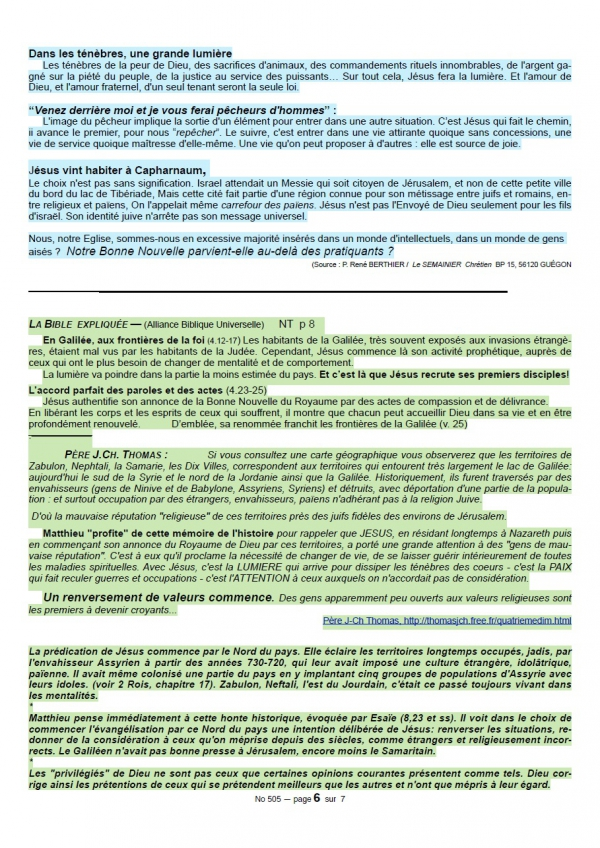 Dans les ténèbres, une grande lumière
Les ténèbres de la peur de Dieu, des sacrifices d'animaux, des commandements rituels innombrables, de l'argent ga-
gné sur la piété du peuple, de la justice au service des puissants… Sur tout cela, Jésus fera la lumière. Et l'amour de
Dieu, et l'amour fraternel, d'un seul tenant seront la seule loi.
“Venez derrière moi et je vous ferai pêcheurs d'hommes” :
L'image du pêcheur implique la sortie d'un élément pour entrer dans une autre situation. C'est Jésus qui fait le chemin,
ii avance le premier, pour nous "repêcher". Le suivre, c'est entrer dans une vie attirante quoique sans concessions, une
vie de service quoique maîtresse d'elle-même. Une vie qu'on peut proposer à d'autres : elle est source de joie.
Jésus vint habiter à Capharnaum,
Le choix n'est pas sans signification. Israel attendait un Messie qui soit citoyen de Jérusalem, et non de cette petite ville
du bord du lac de Tibériade, Mais cette cité fait partie d'une région connue pour son métissage entre juifs et romains, en-
tre religieux et païens, On l'appelait même carrefour des païens. Jésus n'est pas l'Envoyé de Dieu seulement pour les fils
d'israël. Son identité juive n'arrête pas son message universel.
Nous, notre Eglise, sommes-nous en excessive majorité insérés dans un monde d'intellectuels, dans un monde de gens
aisés ? Notre Bonne Nouvelle parvient-elle au-delà des pratiquants ?
(Source : P. René BERTHIER / Le SEMAINIER Chrétien BP 15, 56120 GUÉGON
LA BIBLE EXPLIQUÉE — (Alliance Biblique Universelle) NT p 8
En Galilée, aux frontières de la foi (4.12-17) Les habitants de la Galilée, très souvent exposés aux invasions étrangè-
res, étaient mal vus par les habitants de la Judée. Cependant, Jésus commence là son activité prophétique, auprès de
ceux qui ont le plus besoin de changer de mentalité et de comportement.
La lumière va poindre dans la partie la moins estimée du pays. Et c'est là que Jésus recrute ses premiers disciples!
L'accord parfait des paroles et des actes (4.23-25)
Jésus authentifie son annonce de la Bonne Nouvelle du Royaume par des actes de compassion et de délivrance.
En libérant les corps et les esprits de ceux qui souffrent, il montre que chacun peut accueillir Dieu dans sa vie et en être
profondément renouvelé. D'emblée, sa renommée franchit les frontières de la Galilée (v. 25)
PÈRE J.CH. THOMAS : Si vous consultez une carte géographique vous observerez que les territoires de
Zabulon, Nephtali, la Samarie, les Dix Villes, correspondent aux territoires qui entourent très largement le lac de Galilée:
aujourd'hui le sud de la Syrie et le nord de la Jordanie ainsi que la Galilée. Historiquement, ils furent traversés par des
envahisseurs (gens de Ninive et de Babylone, Assyriens, Syriens) et détruits, avec déportation d'une partie de la popula-
tion : et surtout occupation par des étrangers, envahisseurs, païens n'adhérant pas à la religion Juive.
D'où la mauvaise réputation "religieuse" de ces territoires près des juifs fidèles des environs de Jérusalem.
Matthieu "profite" de cette mémoire de l'histoire pour rappeler que JESUS, en résidant longtemps à Nazareth puis
en commençant son annonce du Royaume de Dieu par ces territoires, a porté une grande attention à des "gens de mau-
vaise réputation". C'est à eux qu'il proclame la nécessité de changer de vie, de se laisser guérir intérieurement de toutes
les maladies spirituelles. Avec Jésus, c'est la LUMIERE qui arrive pour dissiper les ténèbres des coeurs - c'est la PAIX
qui fait reculer guerres et occupations - c'est l'ATTENTION à ceux auxquels on n'accordait pas de considération.
Un renversement de valeurs commence. Des gens apparemment peu ouverts aux valeurs religieuses sont
les premiers à devenir croyants...
Père J-Ch Thomas, http://thomasjch.free.fr/quatriemedim.html
La prédication de Jésus commence par le Nord du pays. Elle éclaire les territoires longtemps occupés, jadis, par
l'envahisseur Assyrien à partir des années 730-720, qui leur avait imposé une culture étrangère, idolâtrique,
païenne. Il avait même colonisé une partie du pays en y implantant cinq groupes de populations d'Assyrie avec
leurs idoles. (voir 2 Rois, chapitre 17). Zabulon, Neftali, l'est du Jourdain, c'était ce passé toujours vivant dans
les mentalités.
*
Matthieu pense immédiatement à cette honte historique, évoquée par Esaïe (8,23 et ss). Il voit dans le choix de
commencer l'évangélisation par ce Nord du pays une intention délibérée de Jésus: renverser les situations, re-
donner de la considération à ceux qu'on méprise depuis des siècles, comme étrangers et religieusement incor-
rects. Le Galiléen n'avait pas bonne presse à Jérusalem, encore moins le Samaritain.
*
Les "privilégiés" de Dieu ne sont pas ceux que certaines opinions courantes présentent comme tels. Dieu cor-
rige ainsi les prétentions de ceux qui se prétendent meilleurs que les autres et n'ont que mépris à leur égard.
No 505 — page 6 sur 7